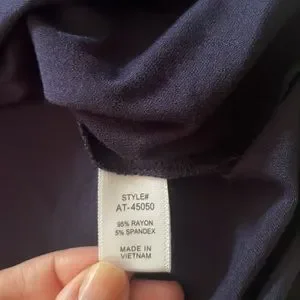 STYLE#
AT-45050
95% RAYON
5% SPANDEX
MADE IN
VIETNAM